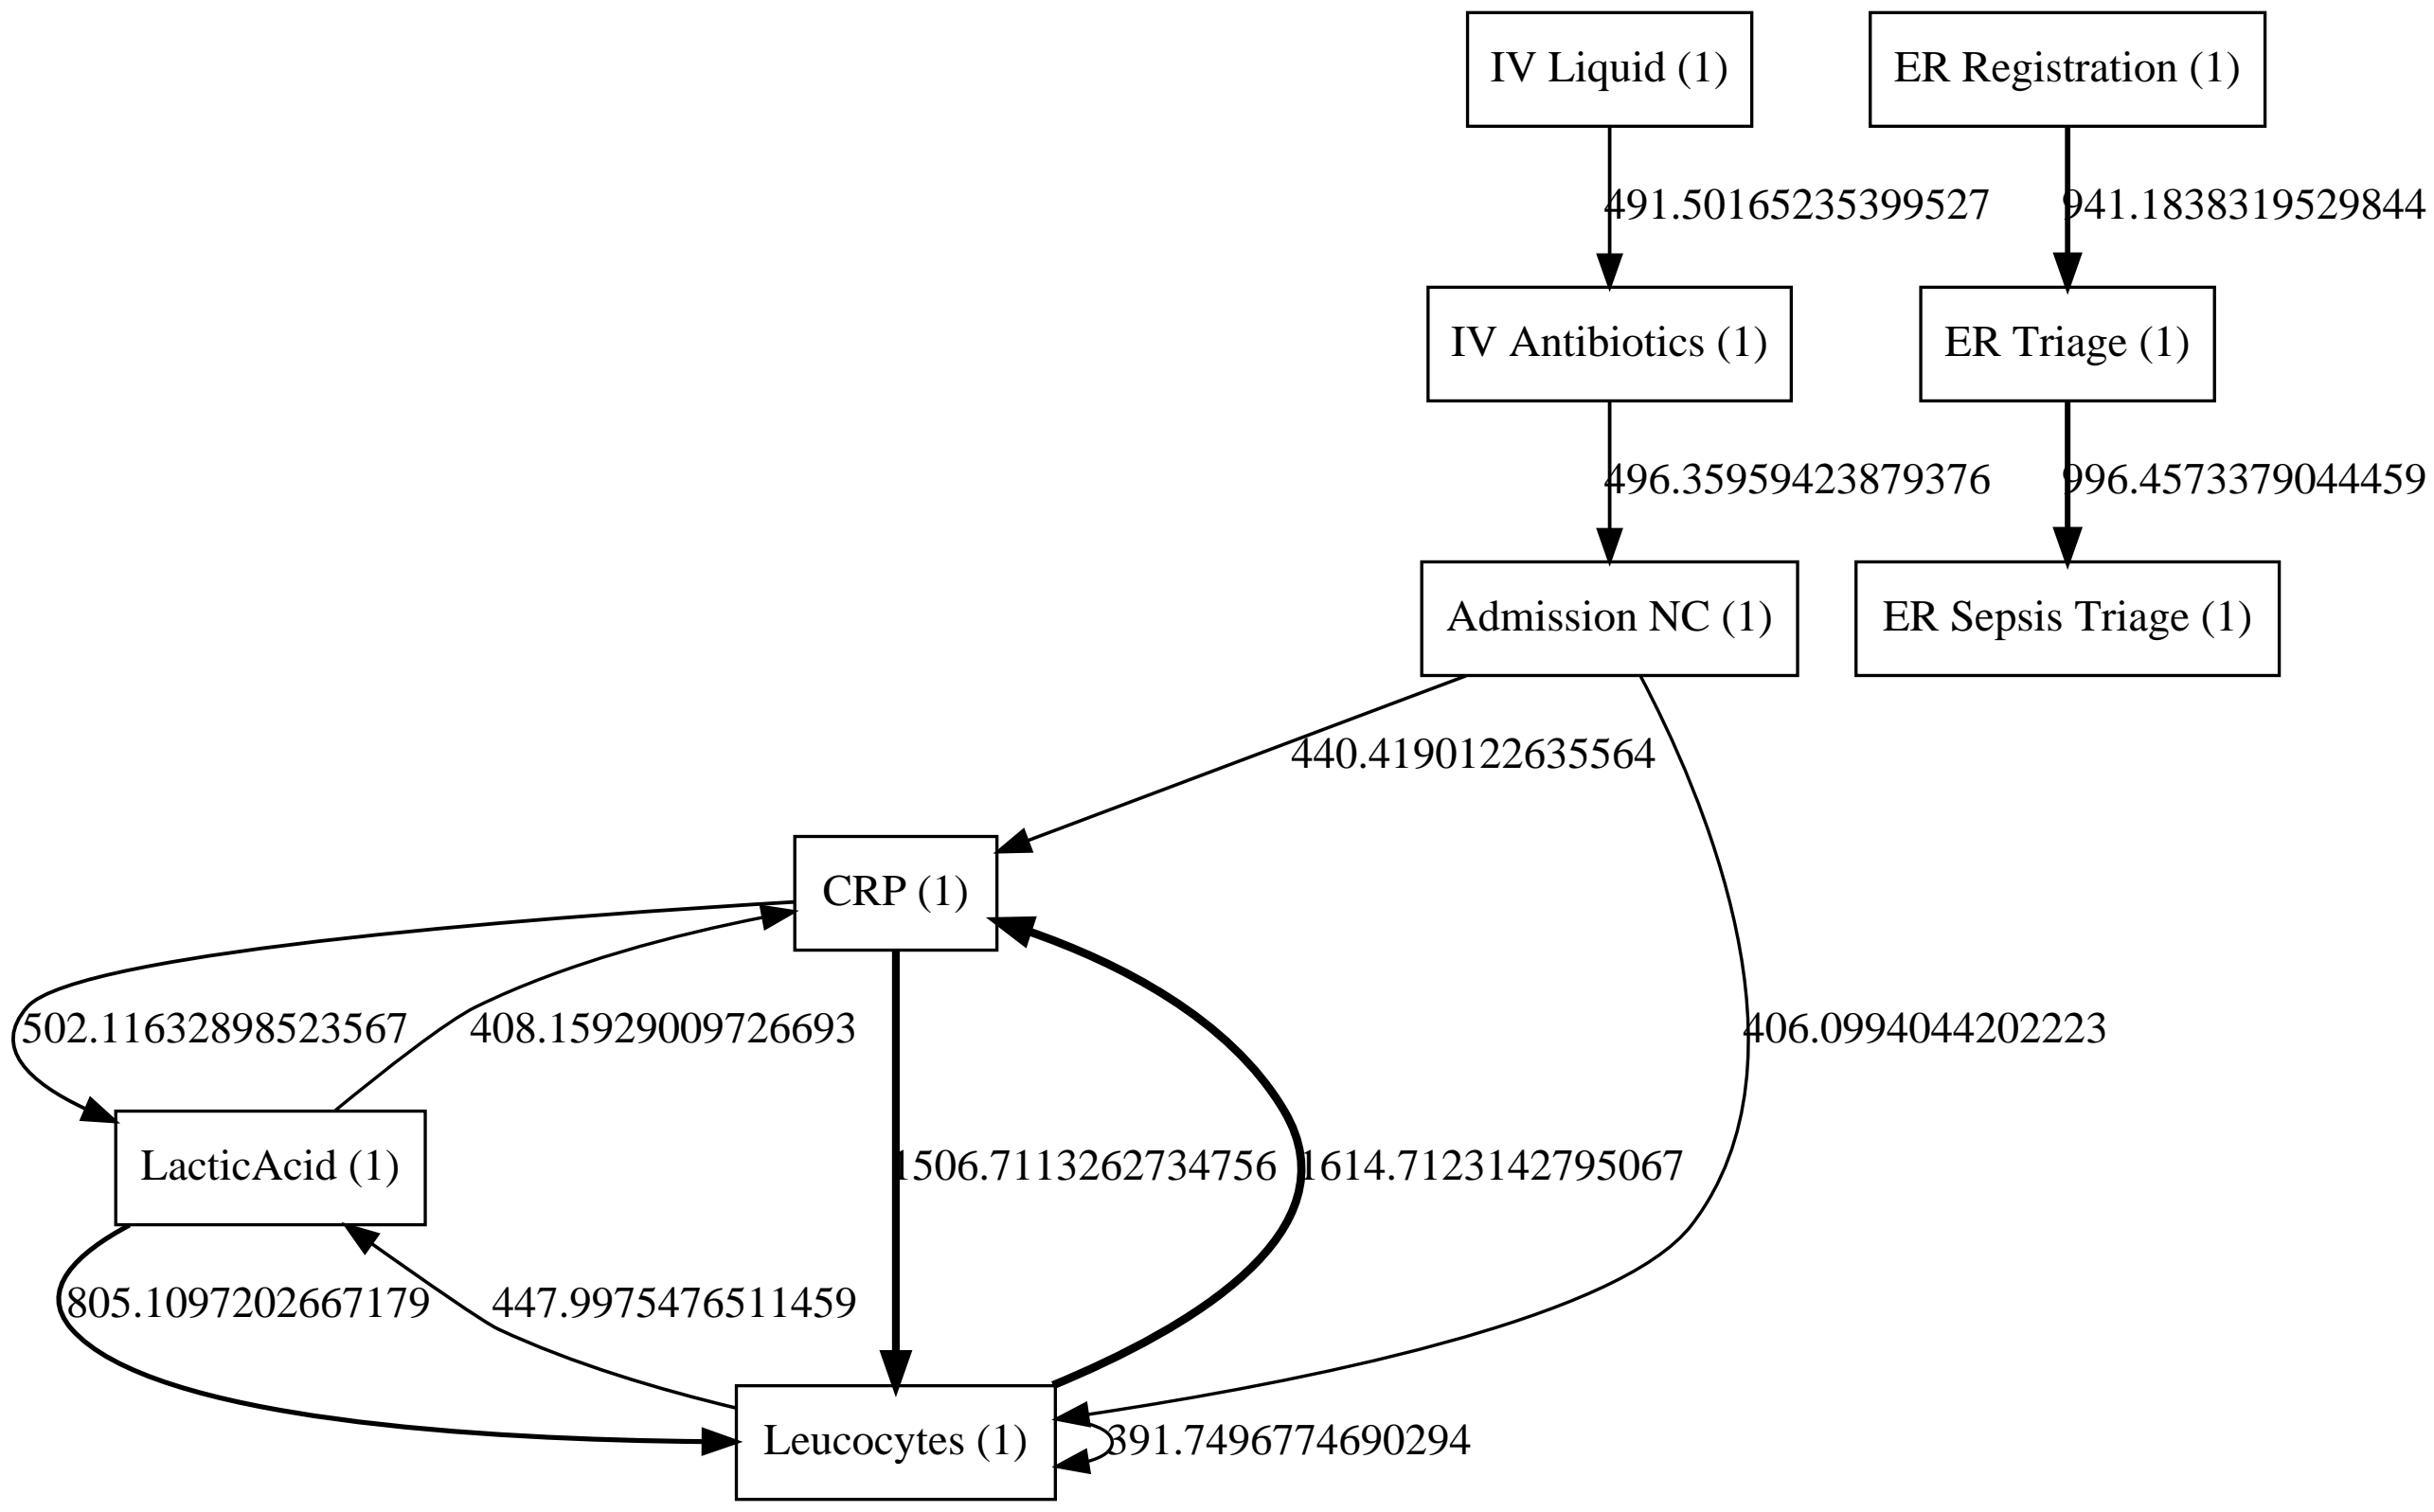 IV Liquid (1)
ER Registration (1)
491.50165235399527
941.1838319529844
IV Antibiotics (1)
ER Triage (1)
496.35959423879376
996.4573379044459
Admission NC (1)
ER Sepsis Triage (1)
440.4190122635564
CRP (1)
502.11632898523567
408.15929009726693
406.0994044202223
LacticAcid (1)
1506.7113262734756
1614.7123142795067
805.1097202667179
447.9975476511459
Leucocytes (1)
391.7496774690294